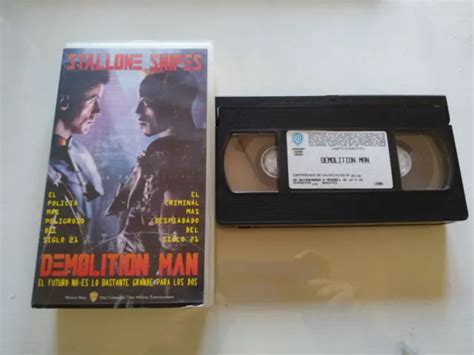 STALLONE SNIPES
EL
POLICIA
MAS
PELIGROSO
DEL
SIGLO 21
EL
CRIMINAL
MAS
DESPIADADO
DEL
SIGLO 21
DEMOLITION MAN
EL FUTURO NO ES LO BASTANTE GRANDE PARA LOS DOS
DEMOLITION MAN